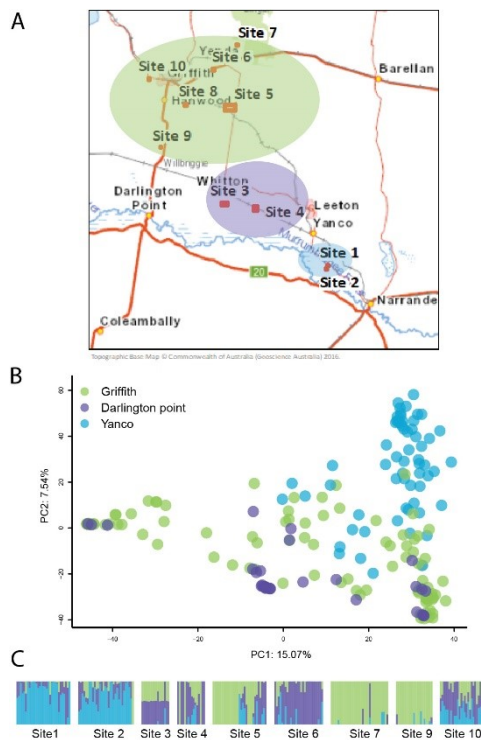 A
Site 7
Yenda
Site 6
Barellan
Site 10
Griffith
Site 8
Hanwood
Site 5
Site 9
Willbriggie
Whitton
Darlington
Point
Site 3
Site 4
Leeton
Yanco
Site 1
20
Site 2
Narrande
Coleambally
Topographic Base Map © Commonwealth of Australia (Geoscience Australia) 2016.
B
Griffith
Darlington point
Yanco
PC2: 7.54%
60
40
20
0
−20
−40
−40
−20
0
20
40
PC1: 15.07%
C
Site1
Site 2
Site 3
Site 4
Site 5
Site 6
Site 7
Site 9
Site 10